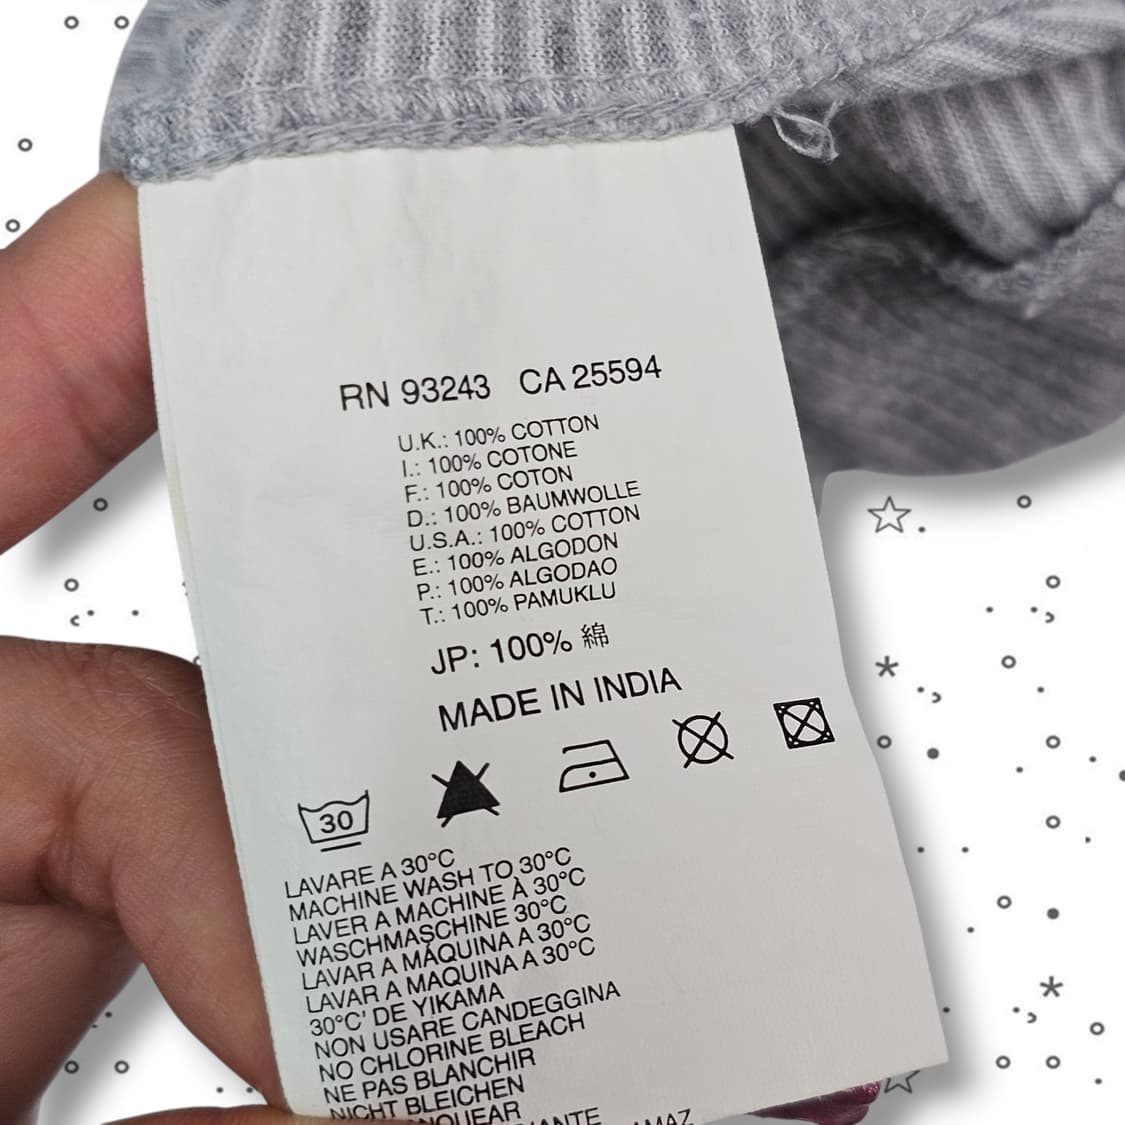 RN 93243 CA 25594
U.K.: 100% COTTON
I.: 100% COTONE
F.: 100% COTON
D.: 100% BAUMWOLLE
U.S.A.: 100% COTTON
E.: 100% ALGODON
P.: 100% ALGODAO
T.: 100% PAMUKLU
JP: 100% 綿
MADE IN INDIA
30
LAVARE A 30°C
MACHINE WASH TO 30°C
LAVER A MACHINE À 30°C
WASCHMASCHINE 30°C
LAVAR A MÁQUINA A 30°C
LAVAR A MAQUINA A 30°C
30°C' DE YIKAMA
NON USARE CANDEGGINA
NO CHLORINE BLEACH
NE PAS BLANCHIR
NICHT BLEICHEN